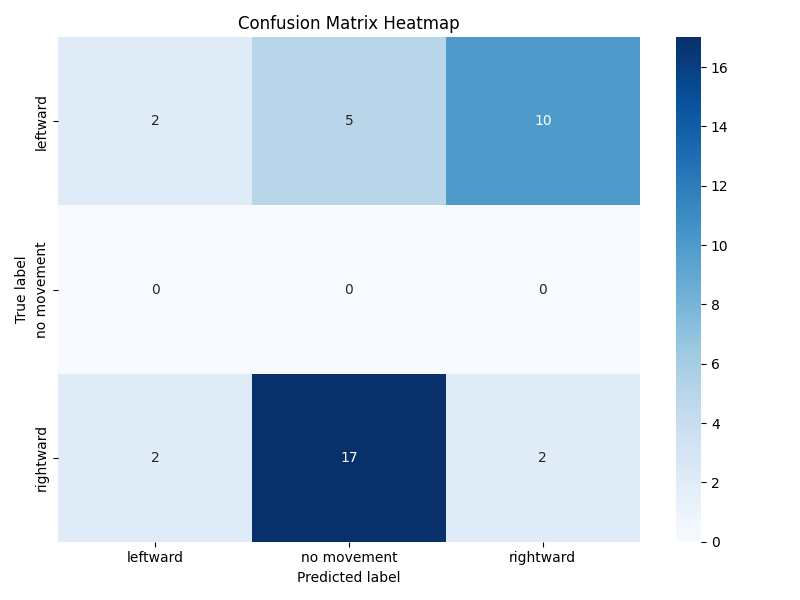 Confusion Matrix Heatmap
True label
leftward
2 5 10
no movement
0 0 0
rightward
2 17 2
leftward no movement rightward
Predicted label
16
14
12
10
8
6
4
2
0